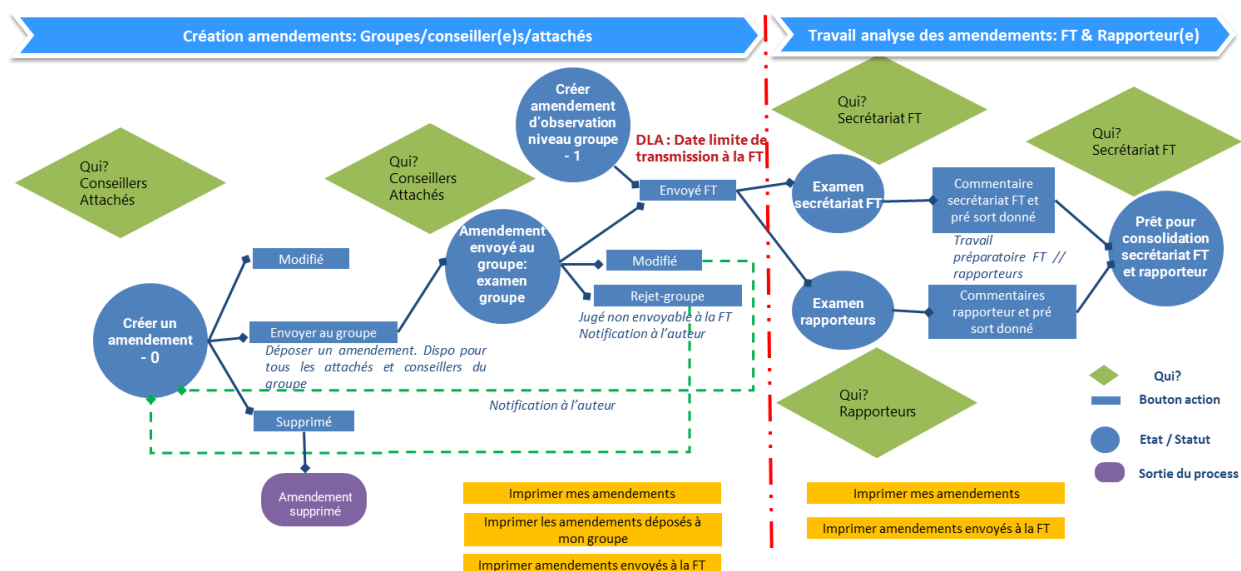 Création amendements: Groupes/conseiller(e)s/attachés
Travail analyse des amendements: FT & Rapporteur(e)
Créer
amendement
d'observation
niveau groupe
- 1
DLA : Date limite de
transmission à la FT
Qui?
Secrétariat FT
Qui?
Secrétariat FT
Qui?
Conseillers
Attachés
Qui?
Conseillers
Attachés
Envoyé FT
Examen
secrétariat FT
Commentaire
secrétariat FT et
pré sort donné
Travail
préparatoire FT //
rapporteurs
Prêt pour
consolidation
secrétariat FT
et rapporteur
Amendement
envoyé au
groupe:
examen
groupe
Modifié
Modifié
Rejet-groupe
Jugé non envoyable à la FT
Notification à l'auteur
Examen
rapporteurs
Commentaires
rapporteur et pré
sort donné
Créer un
amendement
- 0
Envoyer au groupe
Déposer un amendement. Dispo pour
tous les attachés et conseillers du
groupe
Notification à l'auteur
Supprimé
Amendement
supprimé
Qui?
Rapporteurs
Qui?
Bouton action
Etat / Statut
Sortie du process
Imprimer mes amendements
Imprimer les amendements déposés à
mon groupe
Imprimer amendements envoyés à la FT
Imprimer mes amendements
Imprimer amendements envoyés à la FT